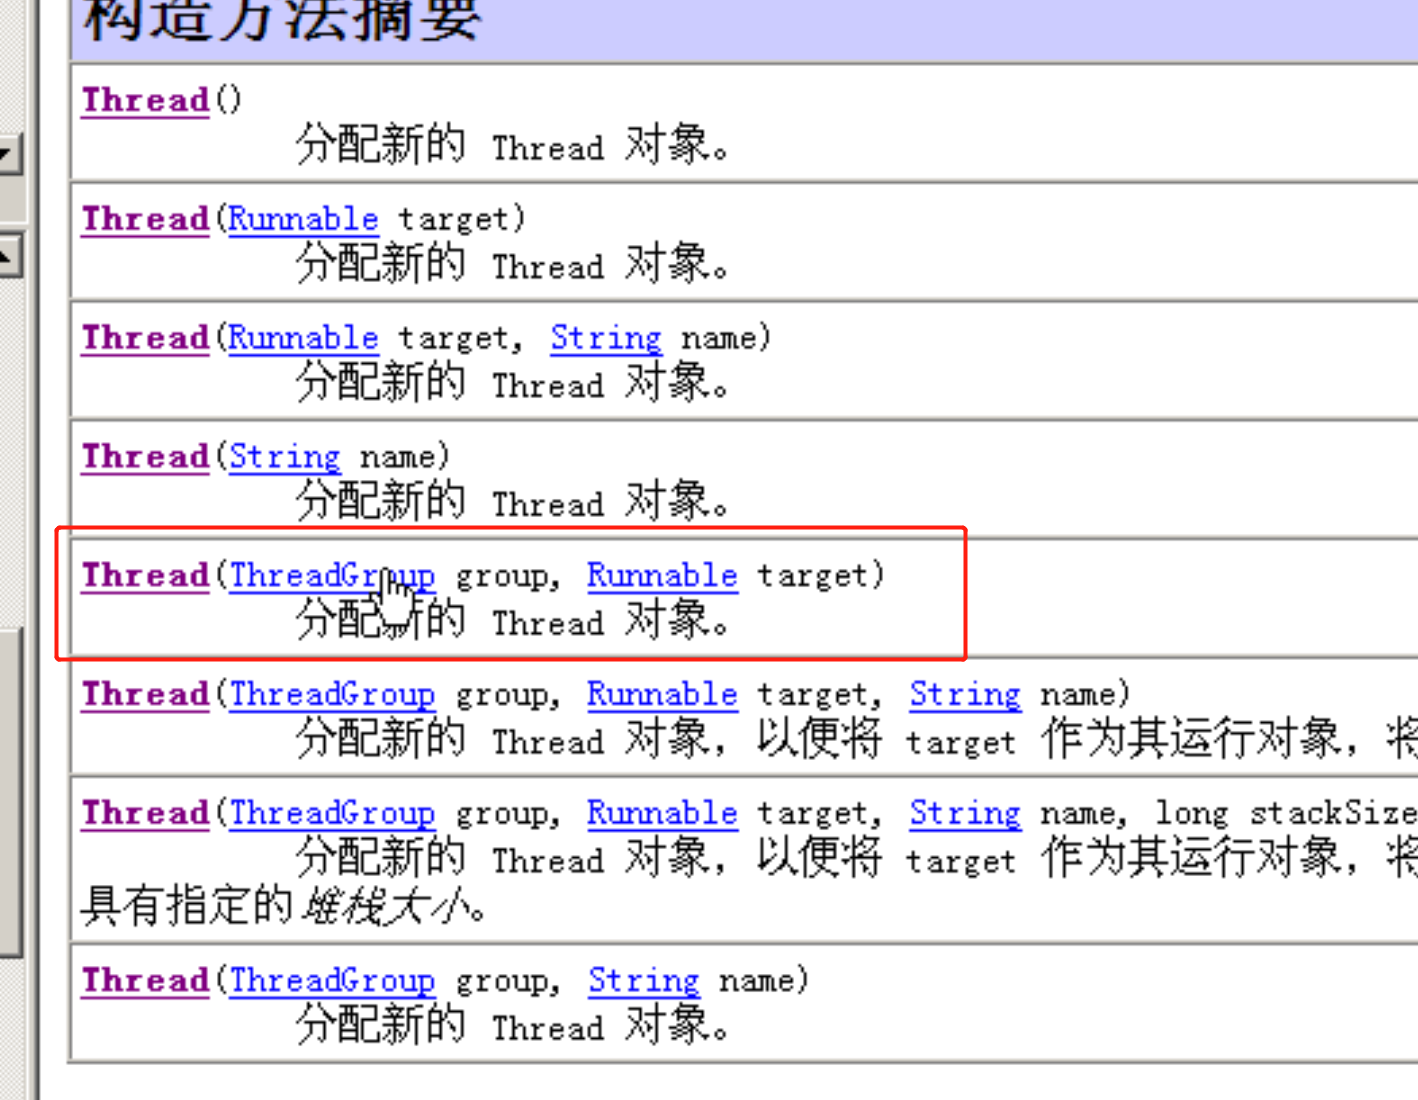 构造方法摘要
Thread()
分配新的 Thread 对象。
Thread(Runnable target)
分配新的 Thread 对象。
Thread(Runnable target, String name)
分配新的 Thread 对象。
Thread(String name)
分配新的 Thread 对象。
Thread(ThreadGroup group, Runnable target)
分配新的 Thread 对象。
Thread(ThreadGroup group, Runnable target, String name)
分配新的 Thread 对象，以便将 target 作为其运行对象，将
Thread(ThreadGroup group, Runnable target, String name, long stackSize
分配新的 Thread 对象，以便将 target 作为其运行对象，将
具有指定的堆栈大小。
Thread(ThreadGroup group, String name)
分配新的 Thread 对象。